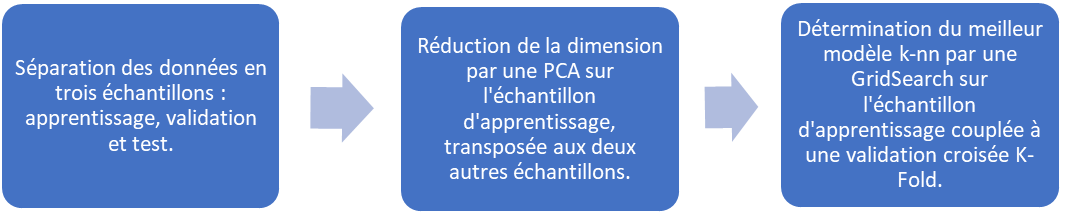 Séparation des données en
trois échantillons :
apprentissage, validation
et test.
Réduction de la dimension
par une PCA sur
l'échantillon
d'apprentissage,
transposée aux deux
autres échantillons.
Détermination du meilleur
modèle k-nn par une
GridSearch sur
l'échantillon
d'apprentissage couplée à
une validation croisée K-
Fold.